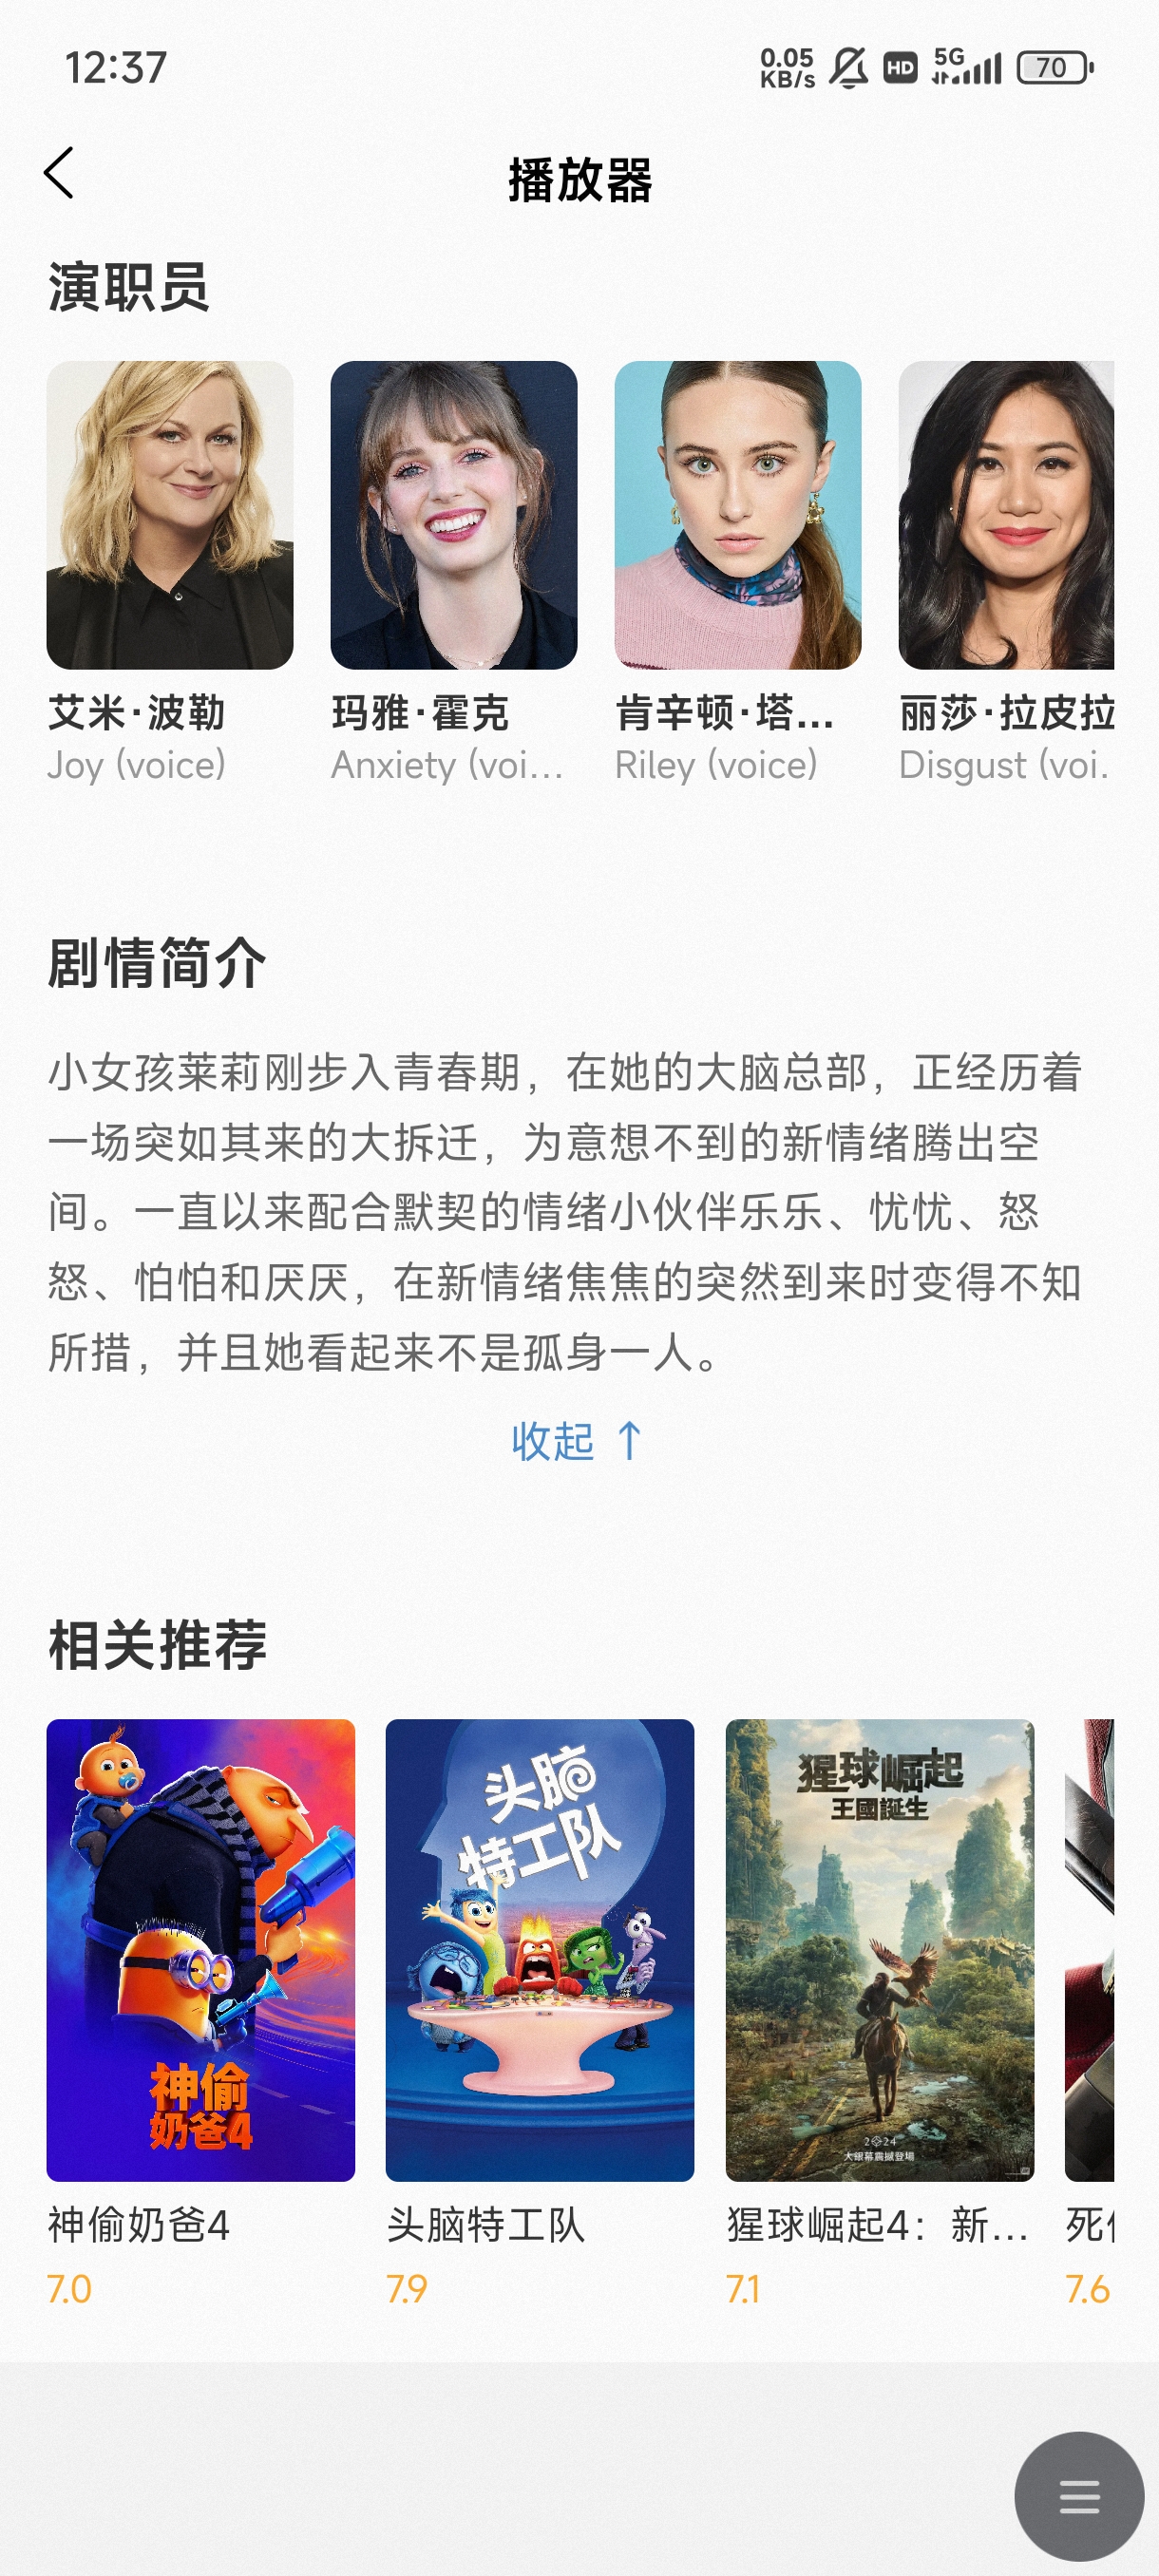 12:37
0.05
KB/s
HD
5G
70
播放器
演职员
艾米·波勒
玛雅·霍克
肯辛顿·塔...
丽莎·拉皮拉
Joy (voice)
Anxiety (voi...
Riley (voice)
Disgust (voi.
剧情简介
小女孩莱莉刚步入青春期，在她的大脑总部，正经历着
一场突如其来的大拆迁，为意想不到的新情绪腾出空
间。一直以来配合默契的情绪小伙伴乐乐、忧忧、怒
怒、怕怕和厌厌，在新情绪焦焦的突然到来时变得不知
所措，并且她看起来不是孤身一人。
收起 ↑
相关推荐
神偷
奶爸4
头脑
特工队
猩球崛起
王國誕生
2024
大銀幕震撼登場
神偷奶爸4
头脑特工队
猩球崛起4：新...
死
7.0
7.9
7.1
7.6